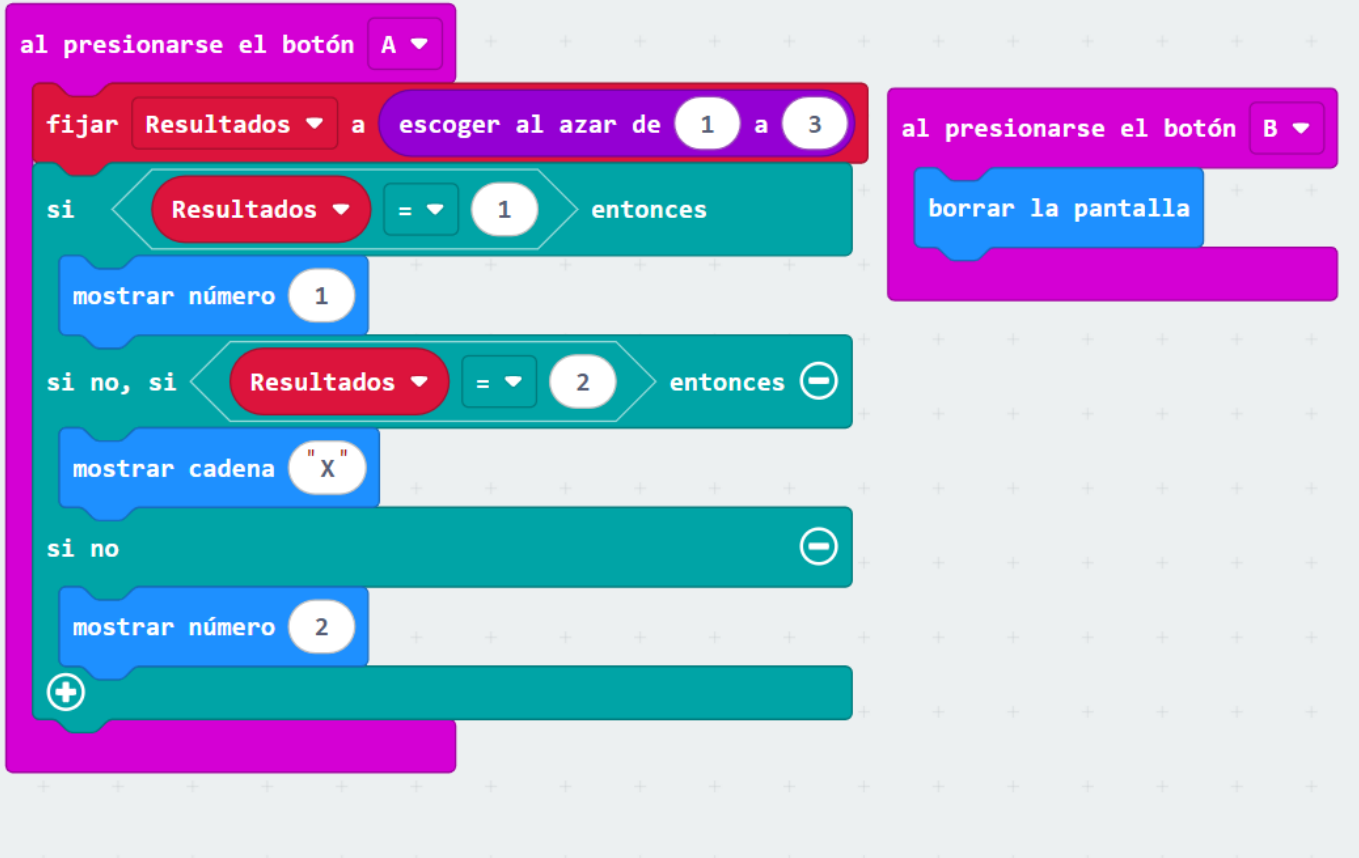 al presionarse el botón A
fijar Resultados a escoger al azar de 1 a 3
si Resultados = 1 entonces
mostrar número 1
si no, si Resultados = 2 entonces
mostrar cadena "X"
si no
mostrar número 2
al presionarse el botón B
borrar la pantalla